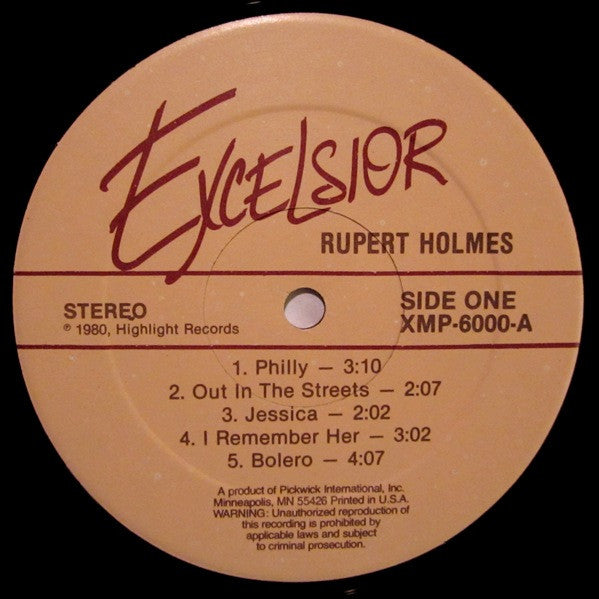 EXCELSIOR
RUPERT HOLMES
STEREO
℗ 1980, Highlight Records
SIDE ONE
XMP-6000-A
1. Philly — 3:10
2. Out In The Streets — 2:07
3. Jessica — 2:02
4. I Remember Her — 3:02
5. Bolero — 4:07
A product of Pickwick International, Inc.
Minneapolis, MN 55426 Printed in U.S.A.
WARNING: Unauthorized reproduction of
this recording is prohibited by
applicable laws and subject
to criminal prosecution.